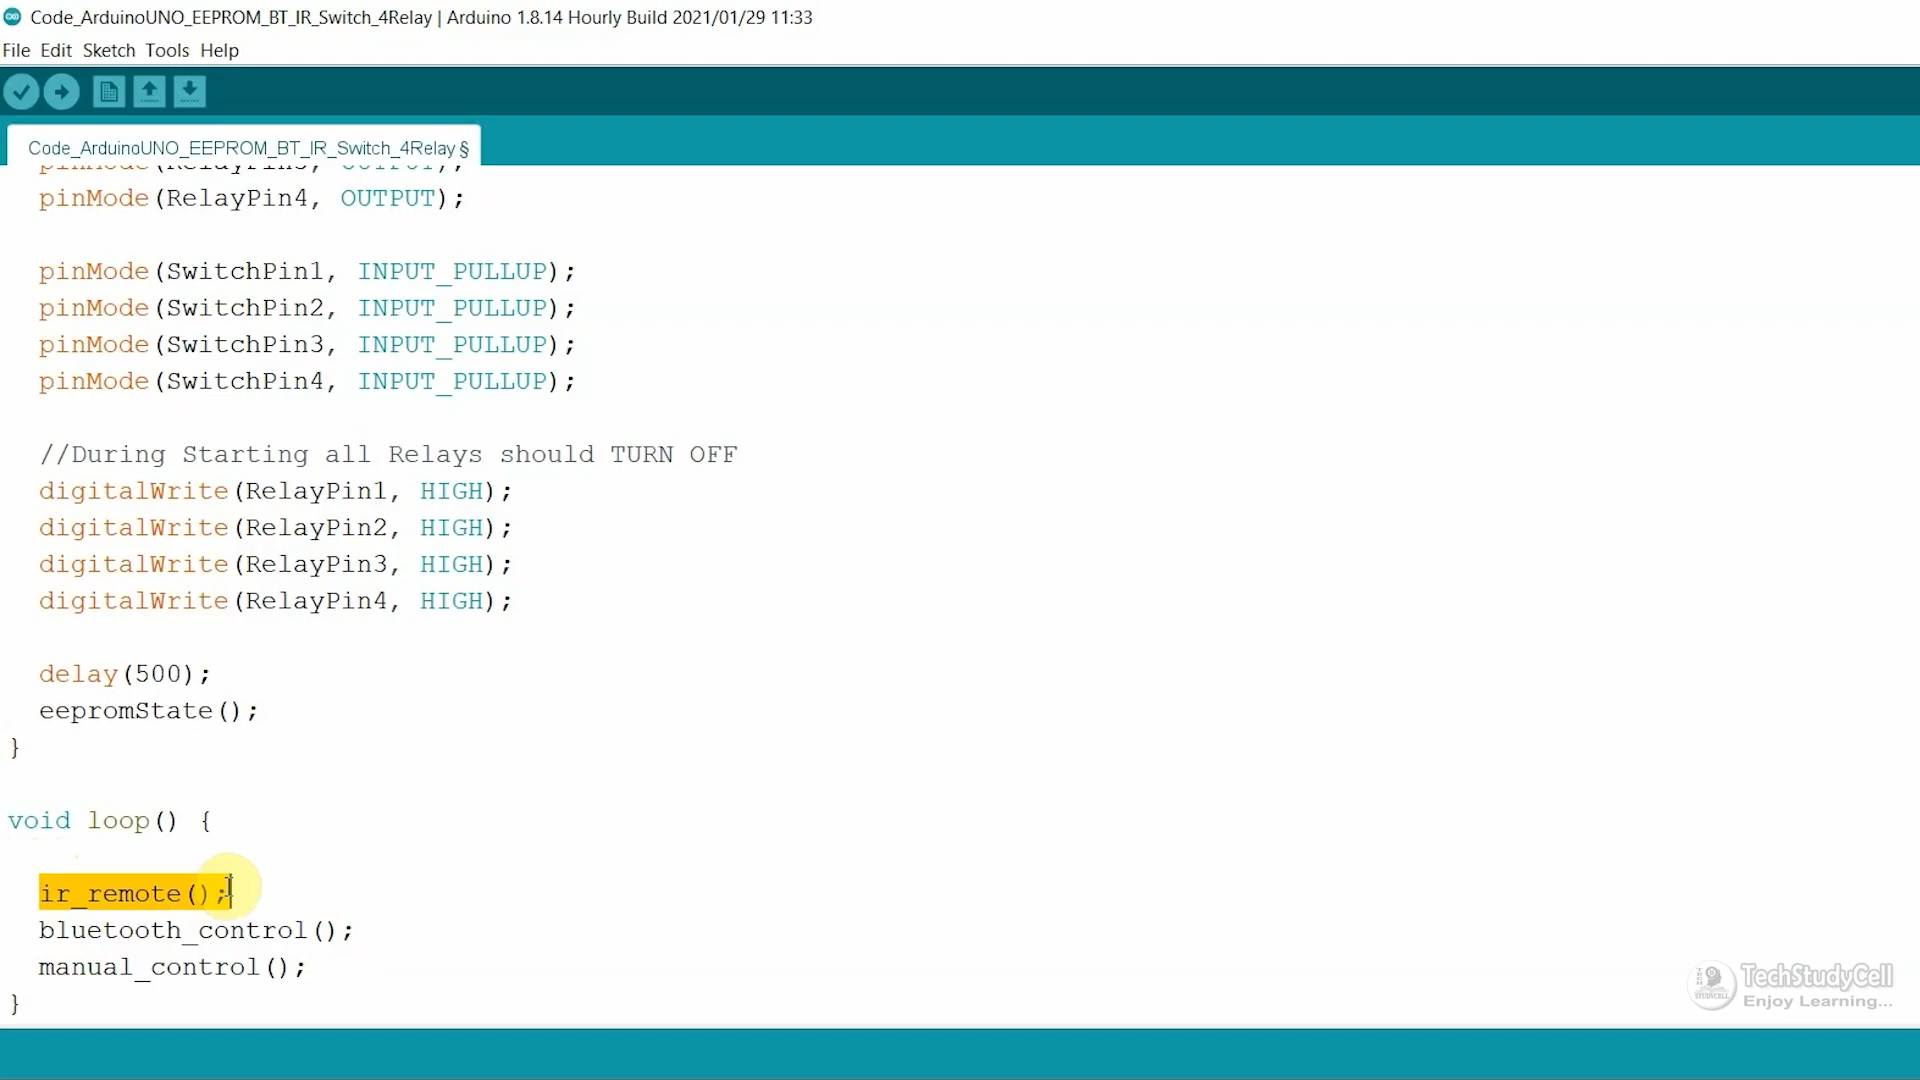 Code_ArduinoUNO_EEPROM_BT_IR_Switch_4Relay | Arduino 1.8.14 Hourly Build 2021/01/29 11:33
File Edit Sketch Tools Help
Code_ArduinoUNO_EEPROM_BT_IR_Switch_4Relay §
pinMode(RelayPin3, OUTPUT);
pinMode(RelayPin4, OUTPUT);
pinMode(SwitchPin1, INPUT_PULLUP);
pinMode(SwitchPin2, INPUT_PULLUP);
pinMode(SwitchPin3, INPUT_PULLUP);
pinMode(SwitchPin4, INPUT_PULLUP);
//During Starting all Relays should TURN OFF
digitalWrite(RelayPin1, HIGH);
digitalWrite(RelayPin2, HIGH);
digitalWrite(RelayPin3, HIGH);
digitalWrite(RelayPin4, HIGH);
delay(500);
eepromState();
}
void loop() {
ir_remote();
bluetooth_control();
manual_control();
}
TechStudyCell
Enjoy Learning...